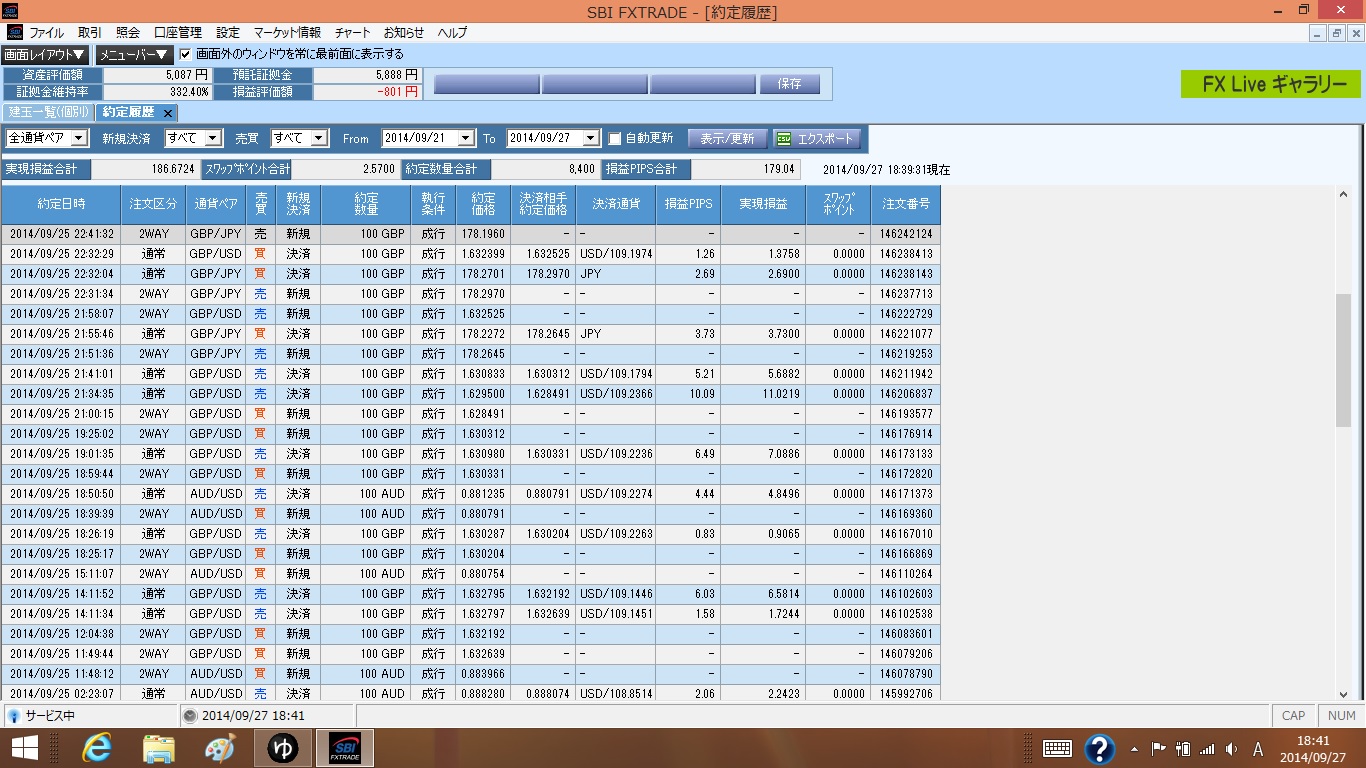 SBI FXTRADE - [約定履歴]
ファイル 取引 照会 口座管理 設定 マーケット情報 チャート お知らせ ヘルプ
画面レイアウト▼ メニューバー▼ 画面外のウィンドウを常に最前面に表示する
資産評価額 5,087 円 預託証拠金 5,888 円
証拠金維持率 332.40% 損益評価額 -801 円 保存
FX Live ギャラリー
建玉一覧(個別) 約定履歴
全通貨ペア 新規決済 すべて 売買 すべて From 2014/09/21 To 2014/09/27 自動更新 表示/更新 CSV エクスポート
実現損益合計 186.6724 スワップポイント合計 2.5700 約定数量合計 8,400 損益PIPS合計 179.04 2014/09/27 18:39:31現在
約定日時 注文区分 通貨ペア 売買 新規決済 約定数量 執行条件 約定価格 決済相手約定価格 決済通貨 損益PIPS 実現損益 スワップポイント 注文番号
2014/09/25 22:41:32 2WAY GBP/JPY 売 新規 100 GBP 成行 178.1960 - - - - - 146242124
2014/09/25 22:32:29 通常 GBP/USD 買 決済 100 GBP 成行 1.632399 1.632525 USD/109.1974 1.26 1.3758 0.0000 146238413
2014/09/25 22:32:04 通常 GBP/JPY 買 決済 100 GBP 成行 178.2701 178.2970 JPY 2.69 2.6900 0.0000 146238143
2014/09/25 22:31:34 2WAY GBP/JPY 売 新規 100 GBP 成行 178.2970 - - - - - 146237713
2014/09/25 21:58:07 2WAY GBP/USD 売 新規 100 GBP 成行 1.632525 - - - - - 146222729
2014/09/25 21:55:46 通常 GBP/JPY 買 決済 100 GBP 成行 178.2272 178.2645 JPY 3.73 3.7300 0.0000 146221077
2014/09/25 21:51:36 2WAY GBP/JPY 売 新規 100 GBP 成行 178.2645 - - - - - 146219253
2014/09/25 21:41:01 通常 GBP/USD 売 決済 100 GBP 成行 1.630833 1.630312 USD/109.1794 5.21 5.6882 0.0000 146211942
2014/09/25 21:34:35 通常 GBP/USD 売 決済 100 GBP 成行 1.629500 1.628491 USD/109.2366 10.09 11.0219 0.0000 146206837
2014/09/25 21:00:15 2WAY GBP/USD 買 新規 100 GBP 成行 1.628491 - - - - - 146193577
2014/09/25 19:25:02 2WAY GBP/USD 買 新規 100 GBP 成行 1.630312 - - - - - 146176914
2014/09/25 19:01:35 通常 GBP/USD 売 決済 100 GBP 成行 1.630980 1.630331 USD/109.2236 6.49 7.0886 0.0000 146173133
2014/09/25 18:59:44 2WAY GBP/USD 買 新規 100 GBP 成行 1.630331 - - - - - 146172820
2014/09/25 18:50:50 通常 AUD/USD 売 決済 100 AUD 成行 0.881235 0.880791 USD/109.2274 4.44 4.8496 0.0000 146171373
2014/09/25 18:39:39 2WAY AUD/USD 買 新規 100 AUD 成行 0.880791 - - - - - 146169360
2014/09/25 18:26:19 通常 GBP/USD 売 決済 100 GBP 成行 1.630287 1.630204 USD/109.2263 0.83 0.9065 0.0000 146167010
2014/09/25 18:25:17 2WAY GBP/USD 買 新規 100 GBP 成行 1.630204 - - - - - 146166869
2014/09/25 15:11:07 2WAY AUD/USD 買 新規 100 AUD 成行 0.880754 - - - - - 146110264
2014/09/25 14:11:52 通常 GBP/USD 売 決済 100 GBP 成行 1.632795 1.632192 USD/109.1446 6.03 6.5814 0.0000 146102603
2014/09/25 14:11:34 通常 GBP/USD 売 決済 100 GBP 成行 1.632797 1.632639 USD/109.1451 1.58 1.7244 0.0000 146102538
2014/09/25 12:04:38 2WAY GBP/USD 買 新規 100 GBP 成行 1.632192 - - - - - 146083601
2014/09/25 11:49:44 2WAY GBP/USD 買 新規 100 GBP 成行 1.632639 - - - - - 146079206
2014/09/25 11:48:12 2WAY AUD/USD 買 新規 100 AUD 成行 0.883966 - - - - - 146078790
2014/09/25 02:23:07 通常 AUD/USD 売 決済 100 AUD 成行 0.888280 0.888074 USD/108.8514 2.06 2.2423 0.0000 145992706
サービス中 2014/09/27 18:41 CAP NUM
ゆ SBI FXTRADE A 18:41
2014/09/27